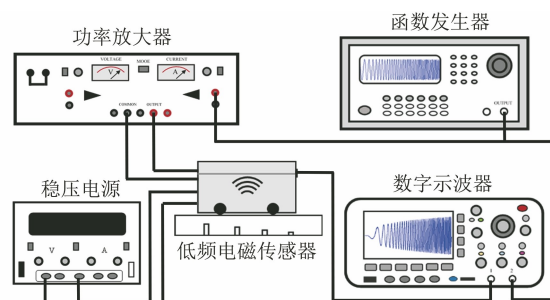 函数发生器
功率放大器
VOLTAGE
MODE
CURRENT
V
A
COMMON
OUTPUT
OUTPUT
稳压电源
数字示波器
V
A
低频电磁传感器
1
2